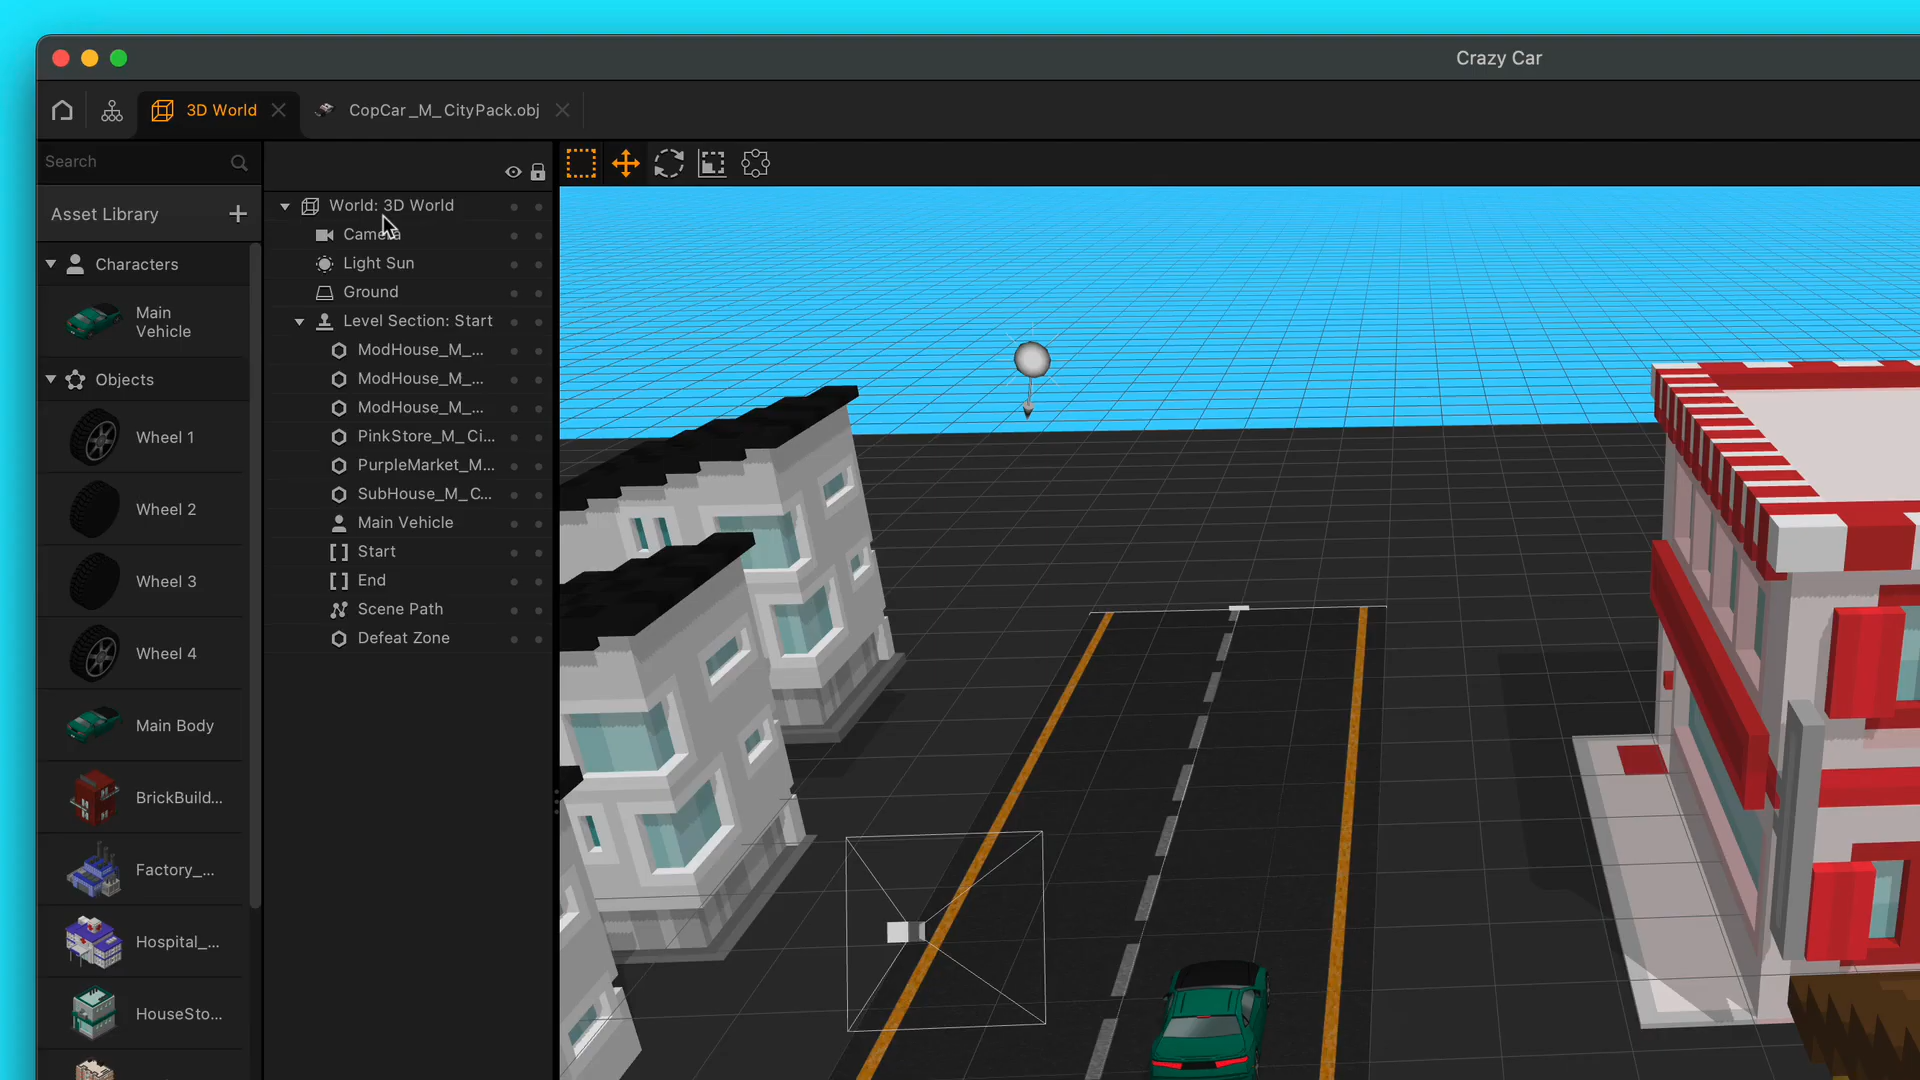 Crazy Car
3D World
CopCar_M_CityPack.obj
Search
Asset Library
Characters
Main
Vehicle
Objects
Wheel 1
Wheel 2
Wheel 3
Wheel 4
Main Body
BrickBuild...
Factory_...
Hospital_...
HouseSto...
World: 3D World
Camera
Light Sun
Ground
Level Section: Start
ModHouse_M_...
ModHouse_M_...
ModHouse_M_...
PinkStore_M_Ci...
PurpleMarket_M...
SubHouse_M_C...
Main Vehicle
Start
End
Scene Path
Defeat Zone